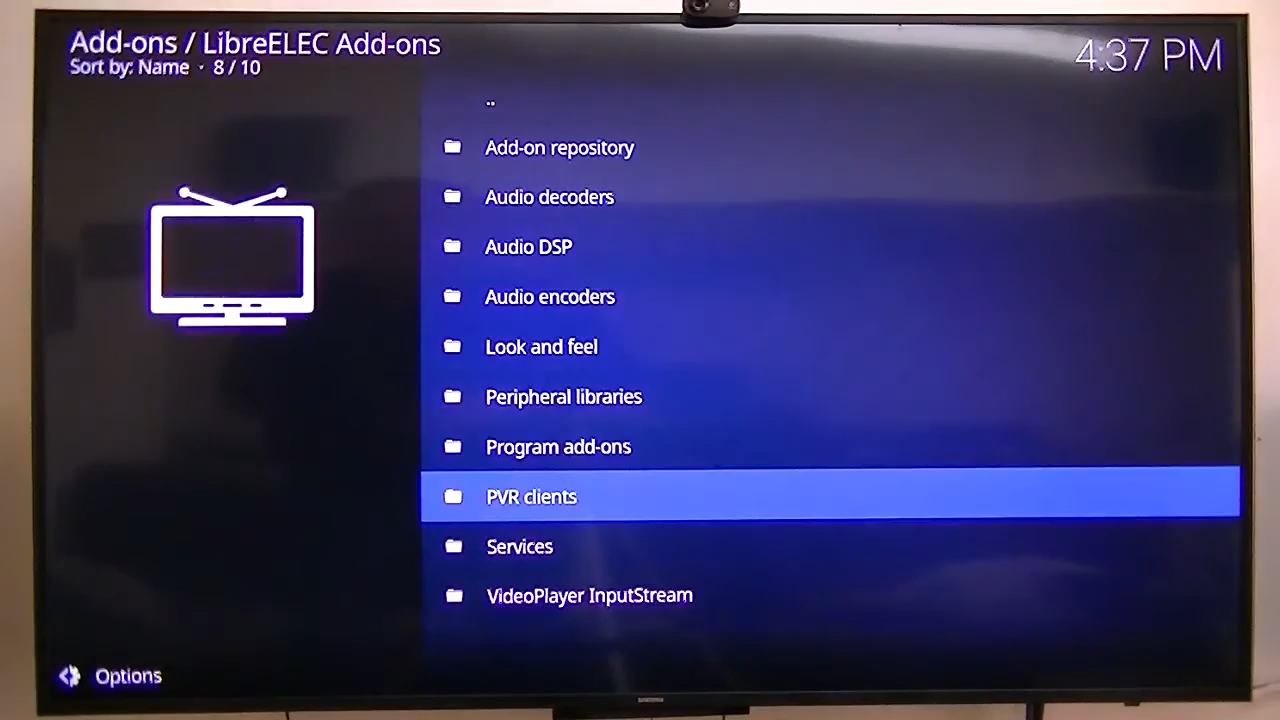 Add-ons / LibreELEC Add-ons
Sort by: Name · 8 / 10
4:37 PM
..
Add-on repository
Audio decoders
Audio DSP
Audio encoders
Look and feel
Peripheral libraries
Program add-ons
PVR clients
Services
VideoPlayer InputStream
Options